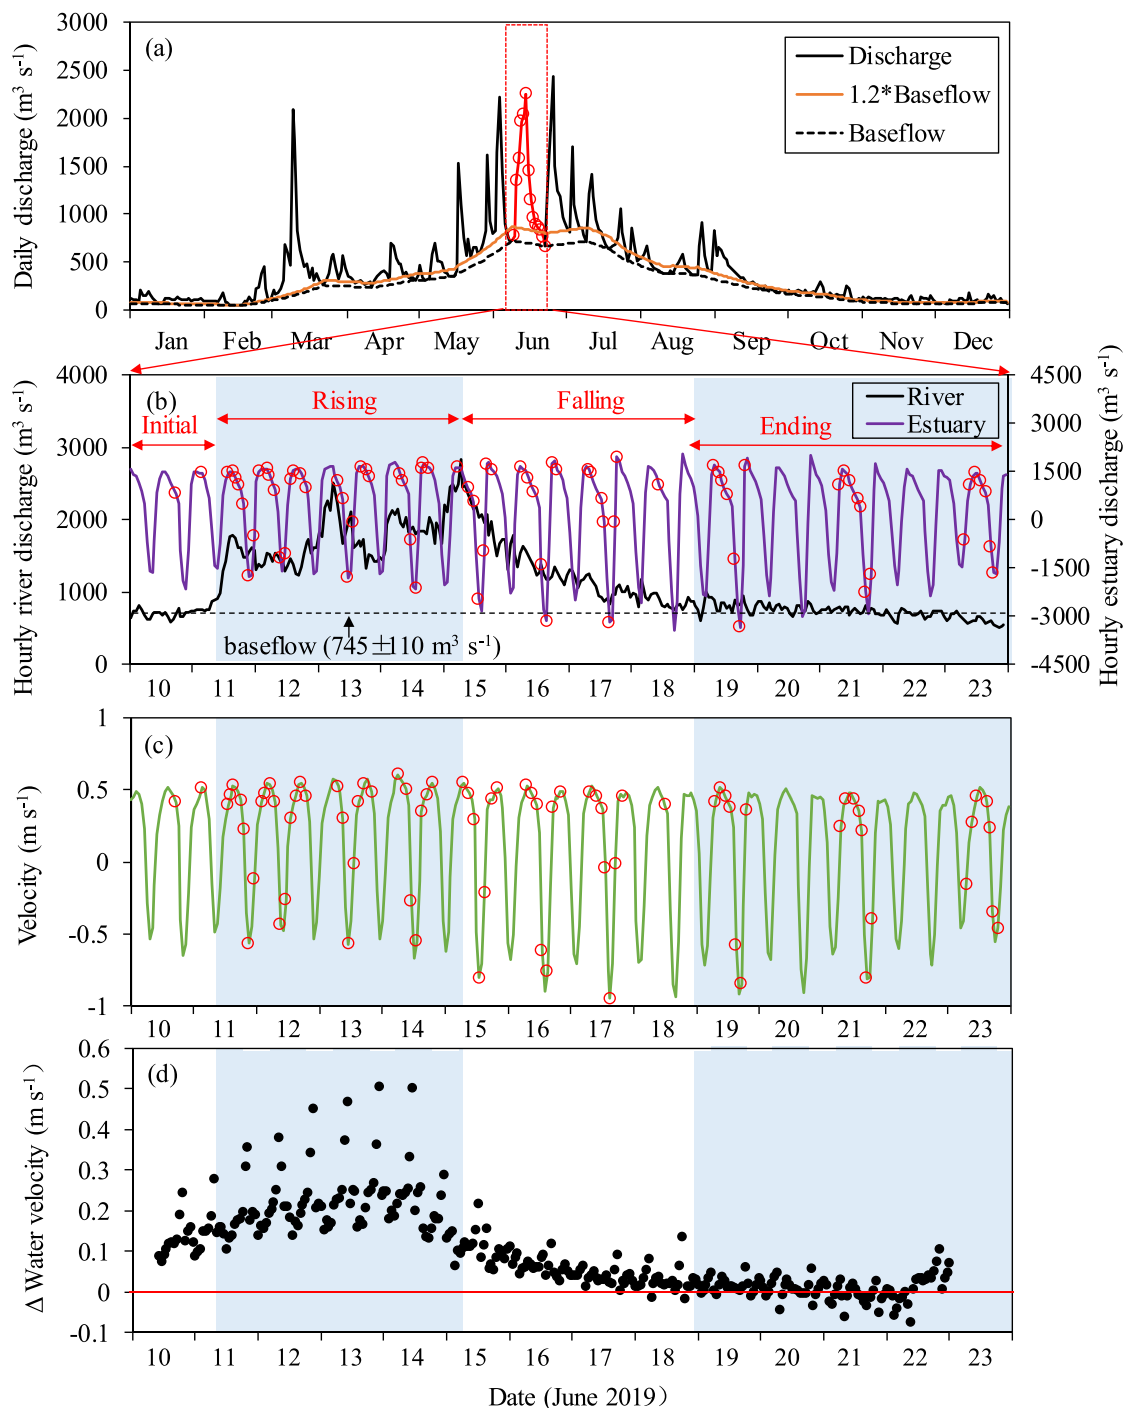 (a)
Discharge
1.2*Baseflow
Baseflow
Daily discharge (m³ s⁻¹)
3000
2500
2000
1500
1000
500
0
Jan Feb Mar Apr May Jun Jul Aug Sep Oct Nov Dec
(b)
Initial
Rising
Falling
Ending
River
Estuary
Hourly river discharge (m³ s⁻¹)
4000
3000
2000
1000
0
Hourly estuary discharge (m³ s⁻¹)
4500
3000
1500
0
-1500
-3000
-4500
baseflow (745±110 m³ s⁻¹)
10 11 12 13 14 15 16 17 18 19 20 21 22 23
(c)
Velocity (m s⁻¹)
1
0.5
0
-0.5
-1
10 11 12 13 14 15 16 17 18 19 20 21 22 23
(d)
ΔWater velocity (m s⁻¹)
0.6
0.5
0.4
0.3
0.2
0.1
0
-0.1
10 11 12 13 14 15 16 17 18 19 20 21 22 23
Date (June 2019）